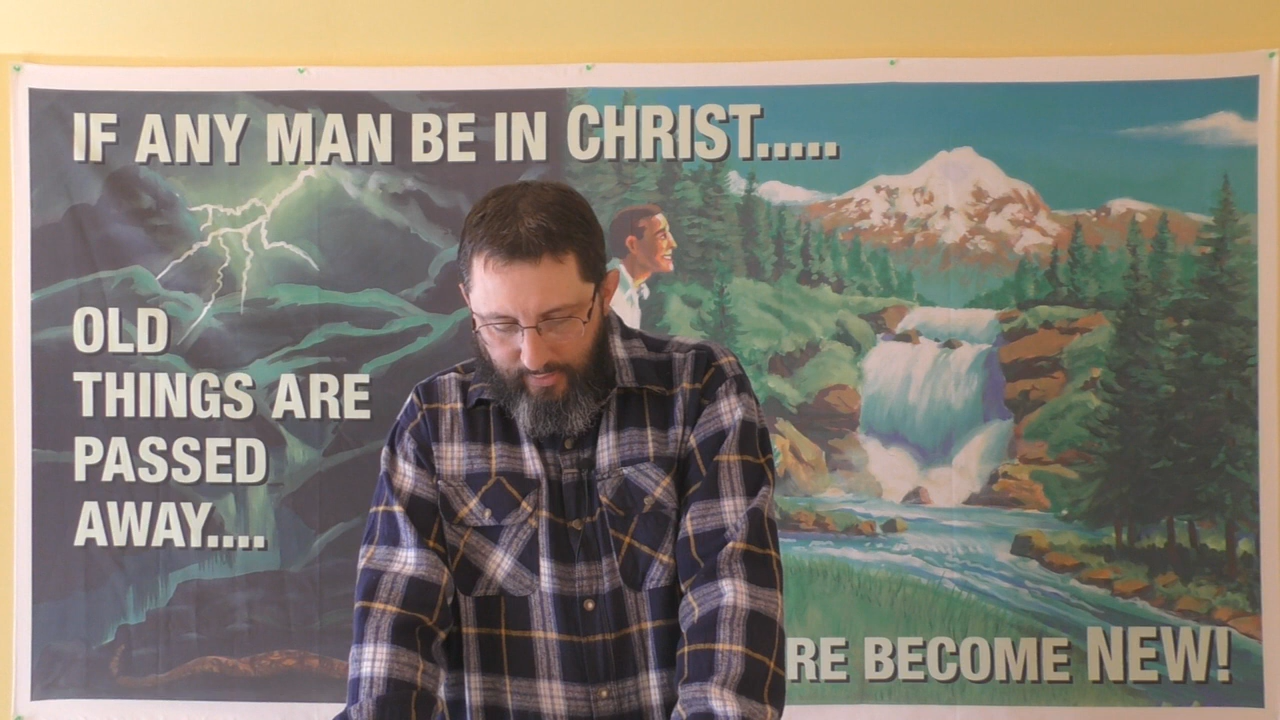 IF ANY MAN BE IN CHRIST.....
OLD
THINGS ARE
PASSED
AWAY....
RE BECOME NEW!